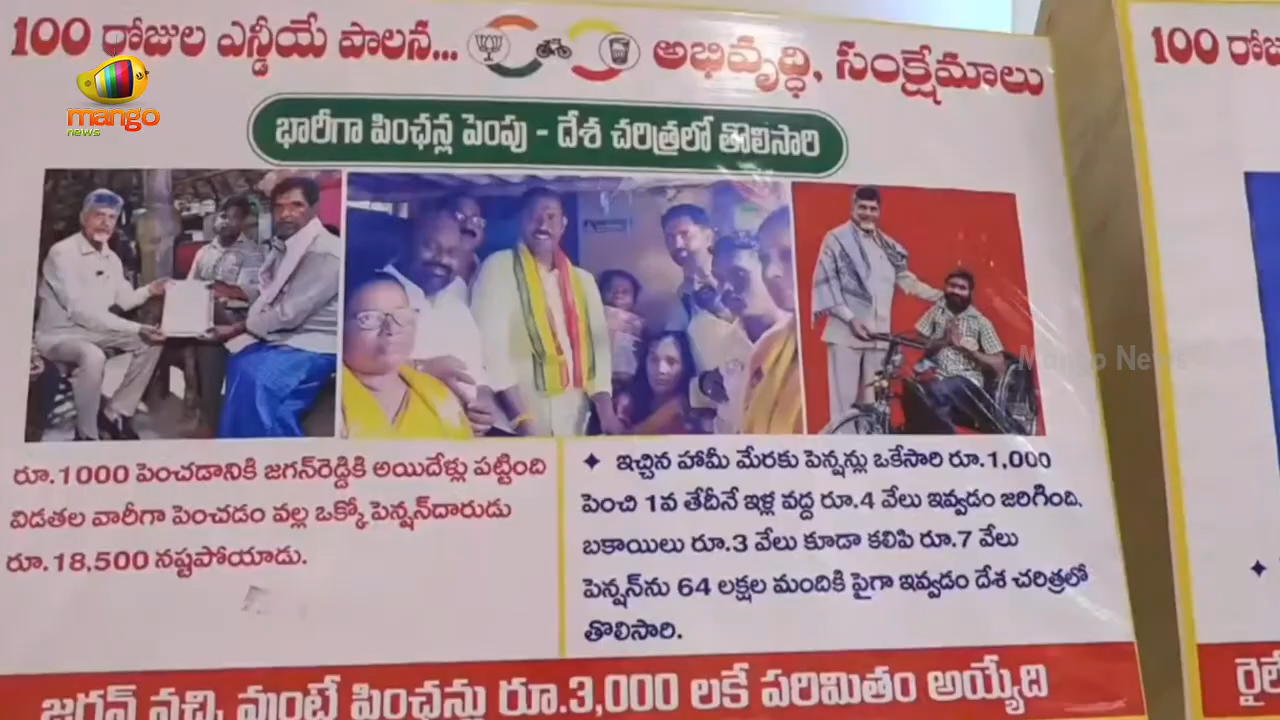 100 రోజుల ఎన్డీయే పాలన... అభివృద్ధి, సంక్షేమాలు
mango
news
భారీగా పింఛన్ల పెంపు - దేశ చరిత్రలో తొలిసారి
రూ.1000 పెంచడానికి జగన్‌రెడ్డికి అయిదేళ్లు పట్టింది
విడతల వారీగా పెంచడం వల్ల ఒక్కో పెన్షన్‌దారుడు
రూ.18,500 నష్టపోయాడు.
✦ ఇచ్చిన హామీ మేరకు పెన్షన్లు ఒకేసారి రూ.1,000
పెంచి 1వ తేదీనే ఇళ్ల వద్ద రూ.4 వేలు ఇవ్వడం జరిగింది.
బకాయిలు రూ.3 వేలు కూడా కలిపి రూ.7 వేలు
పెన్షన్‌ను 64 లక్షల మందికి పైగా ఇవ్వడం దేశ చరిత్రలో
తొలిసారి.
జగన్ వచ్చి వుంటే పింఛన్లు రూ.3,000 లకే పరిమితం అయ్యేది
Mango News
100
✦